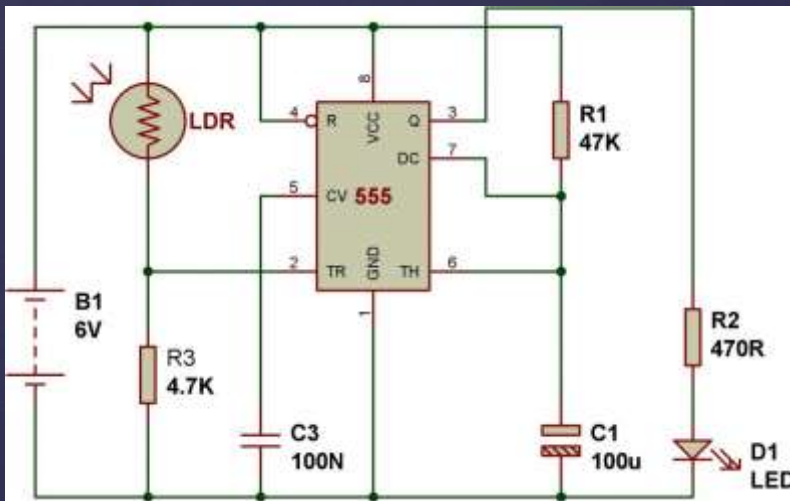 8
4
R
VCC
Q
3
R1
47K
LDR
DC
7
5
CV
555
2
TR
GND
TH
6
1
B1
6V
R3
4.7K
R2
470R
C3
100N
C1
100u
D1
LED